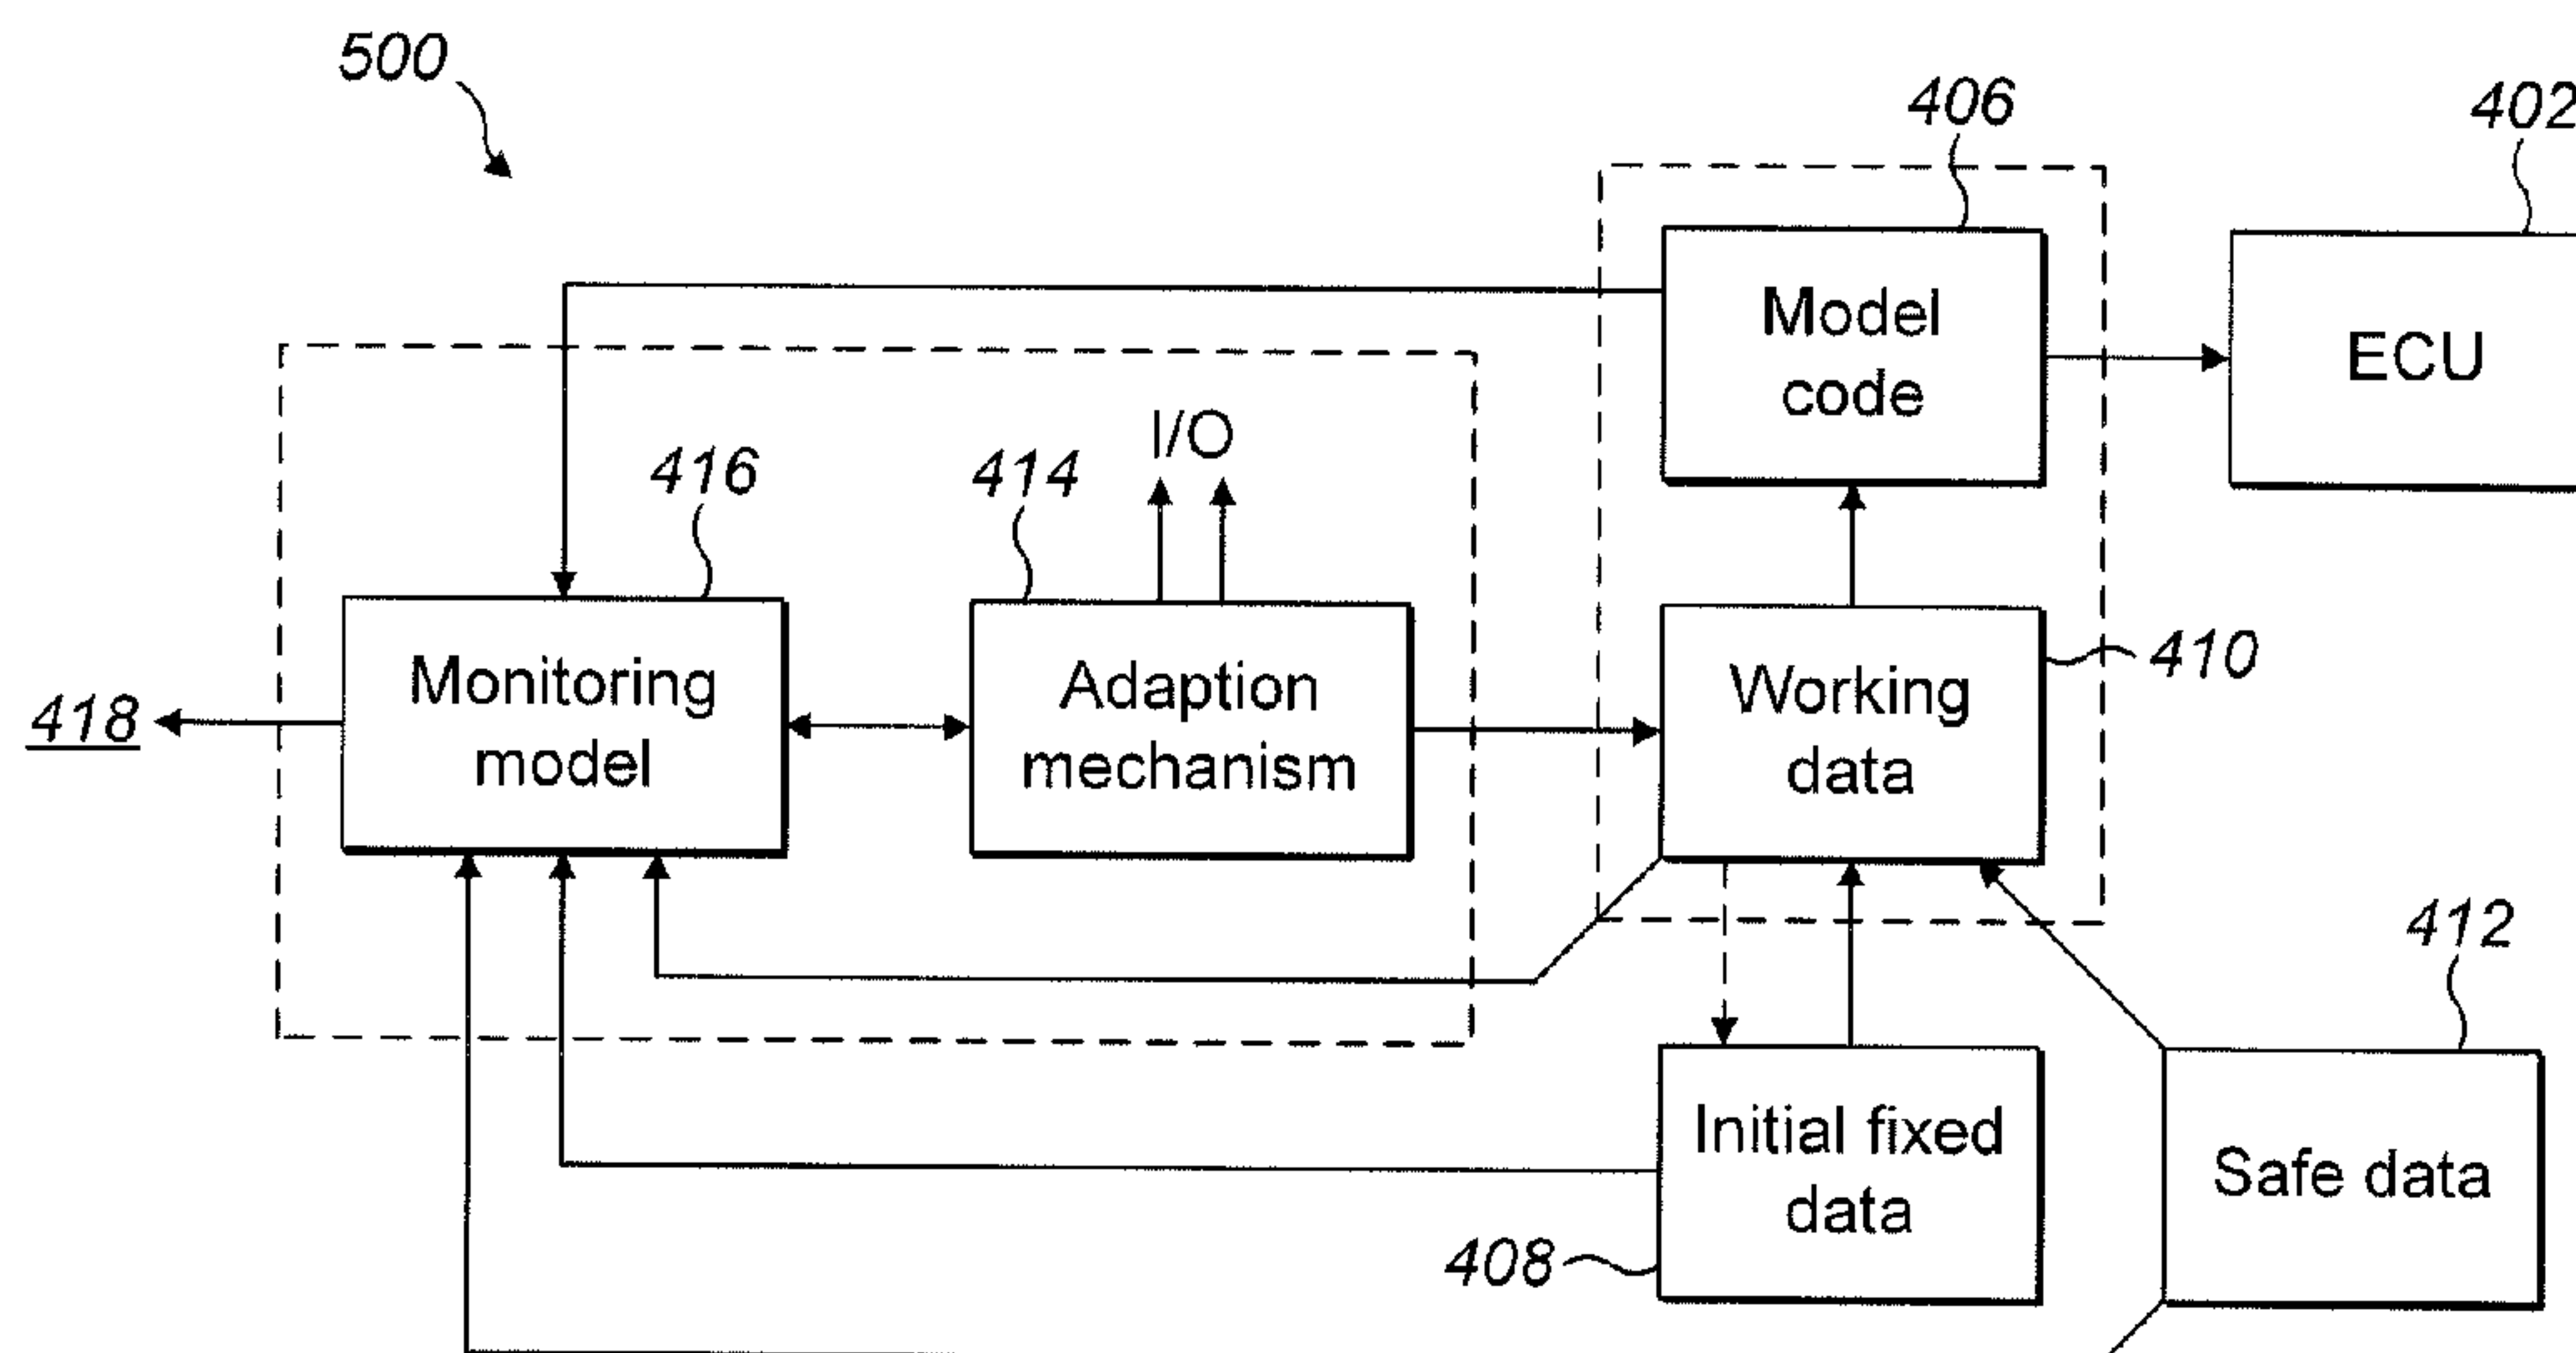 500
406
402
Model
code
ECU
I/O
416
414
Monitoring
model
Adaption
mechanism
Working
data
410
418
412
Initial fixed
data
Safe data
408